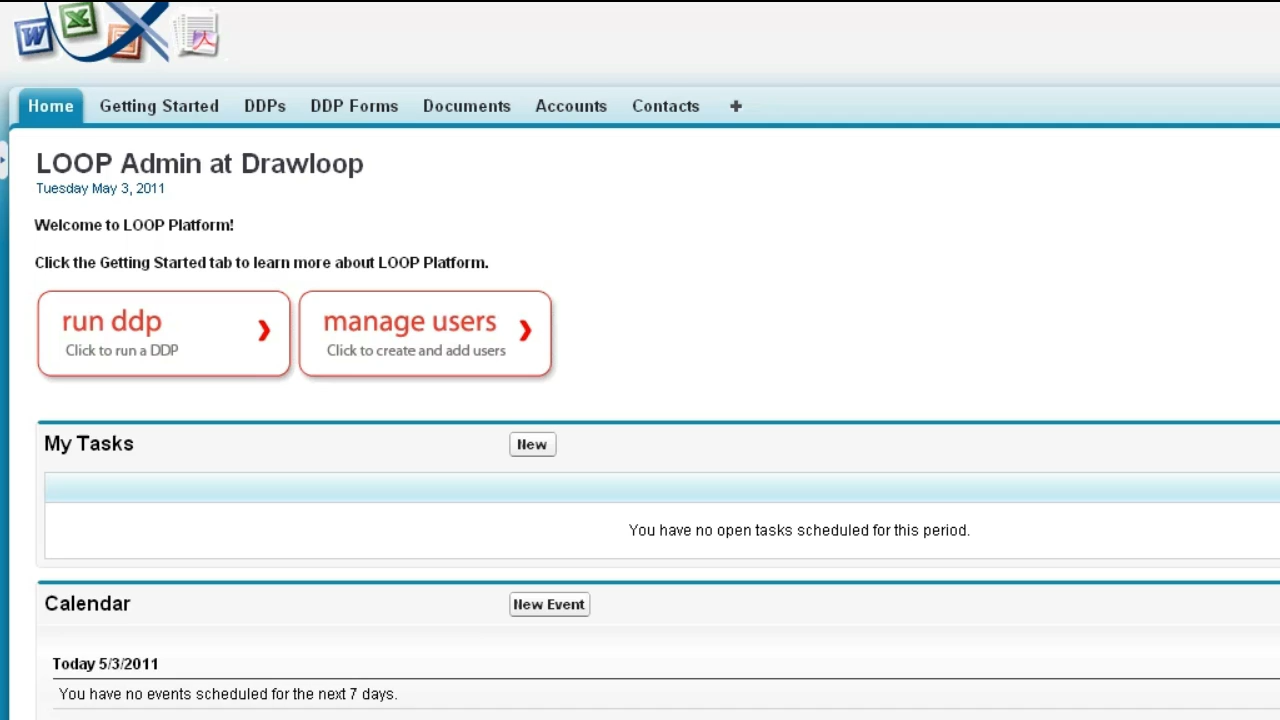 Home Getting Started DDPs DDP Forms Documents Accounts Contacts +
LOOP Admin at Drawloop
Tuesday May 3, 2011
Welcome to LOOP Platform!
Click the Getting Started tab to learn more about LOOP Platform.
run ddp
Click to run a DDP
manage users
Click to create and add users
My Tasks
New
You have no open tasks scheduled for this period.
Calendar
New Event
Today 5/3/2011
You have no events scheduled for the next 7 days.